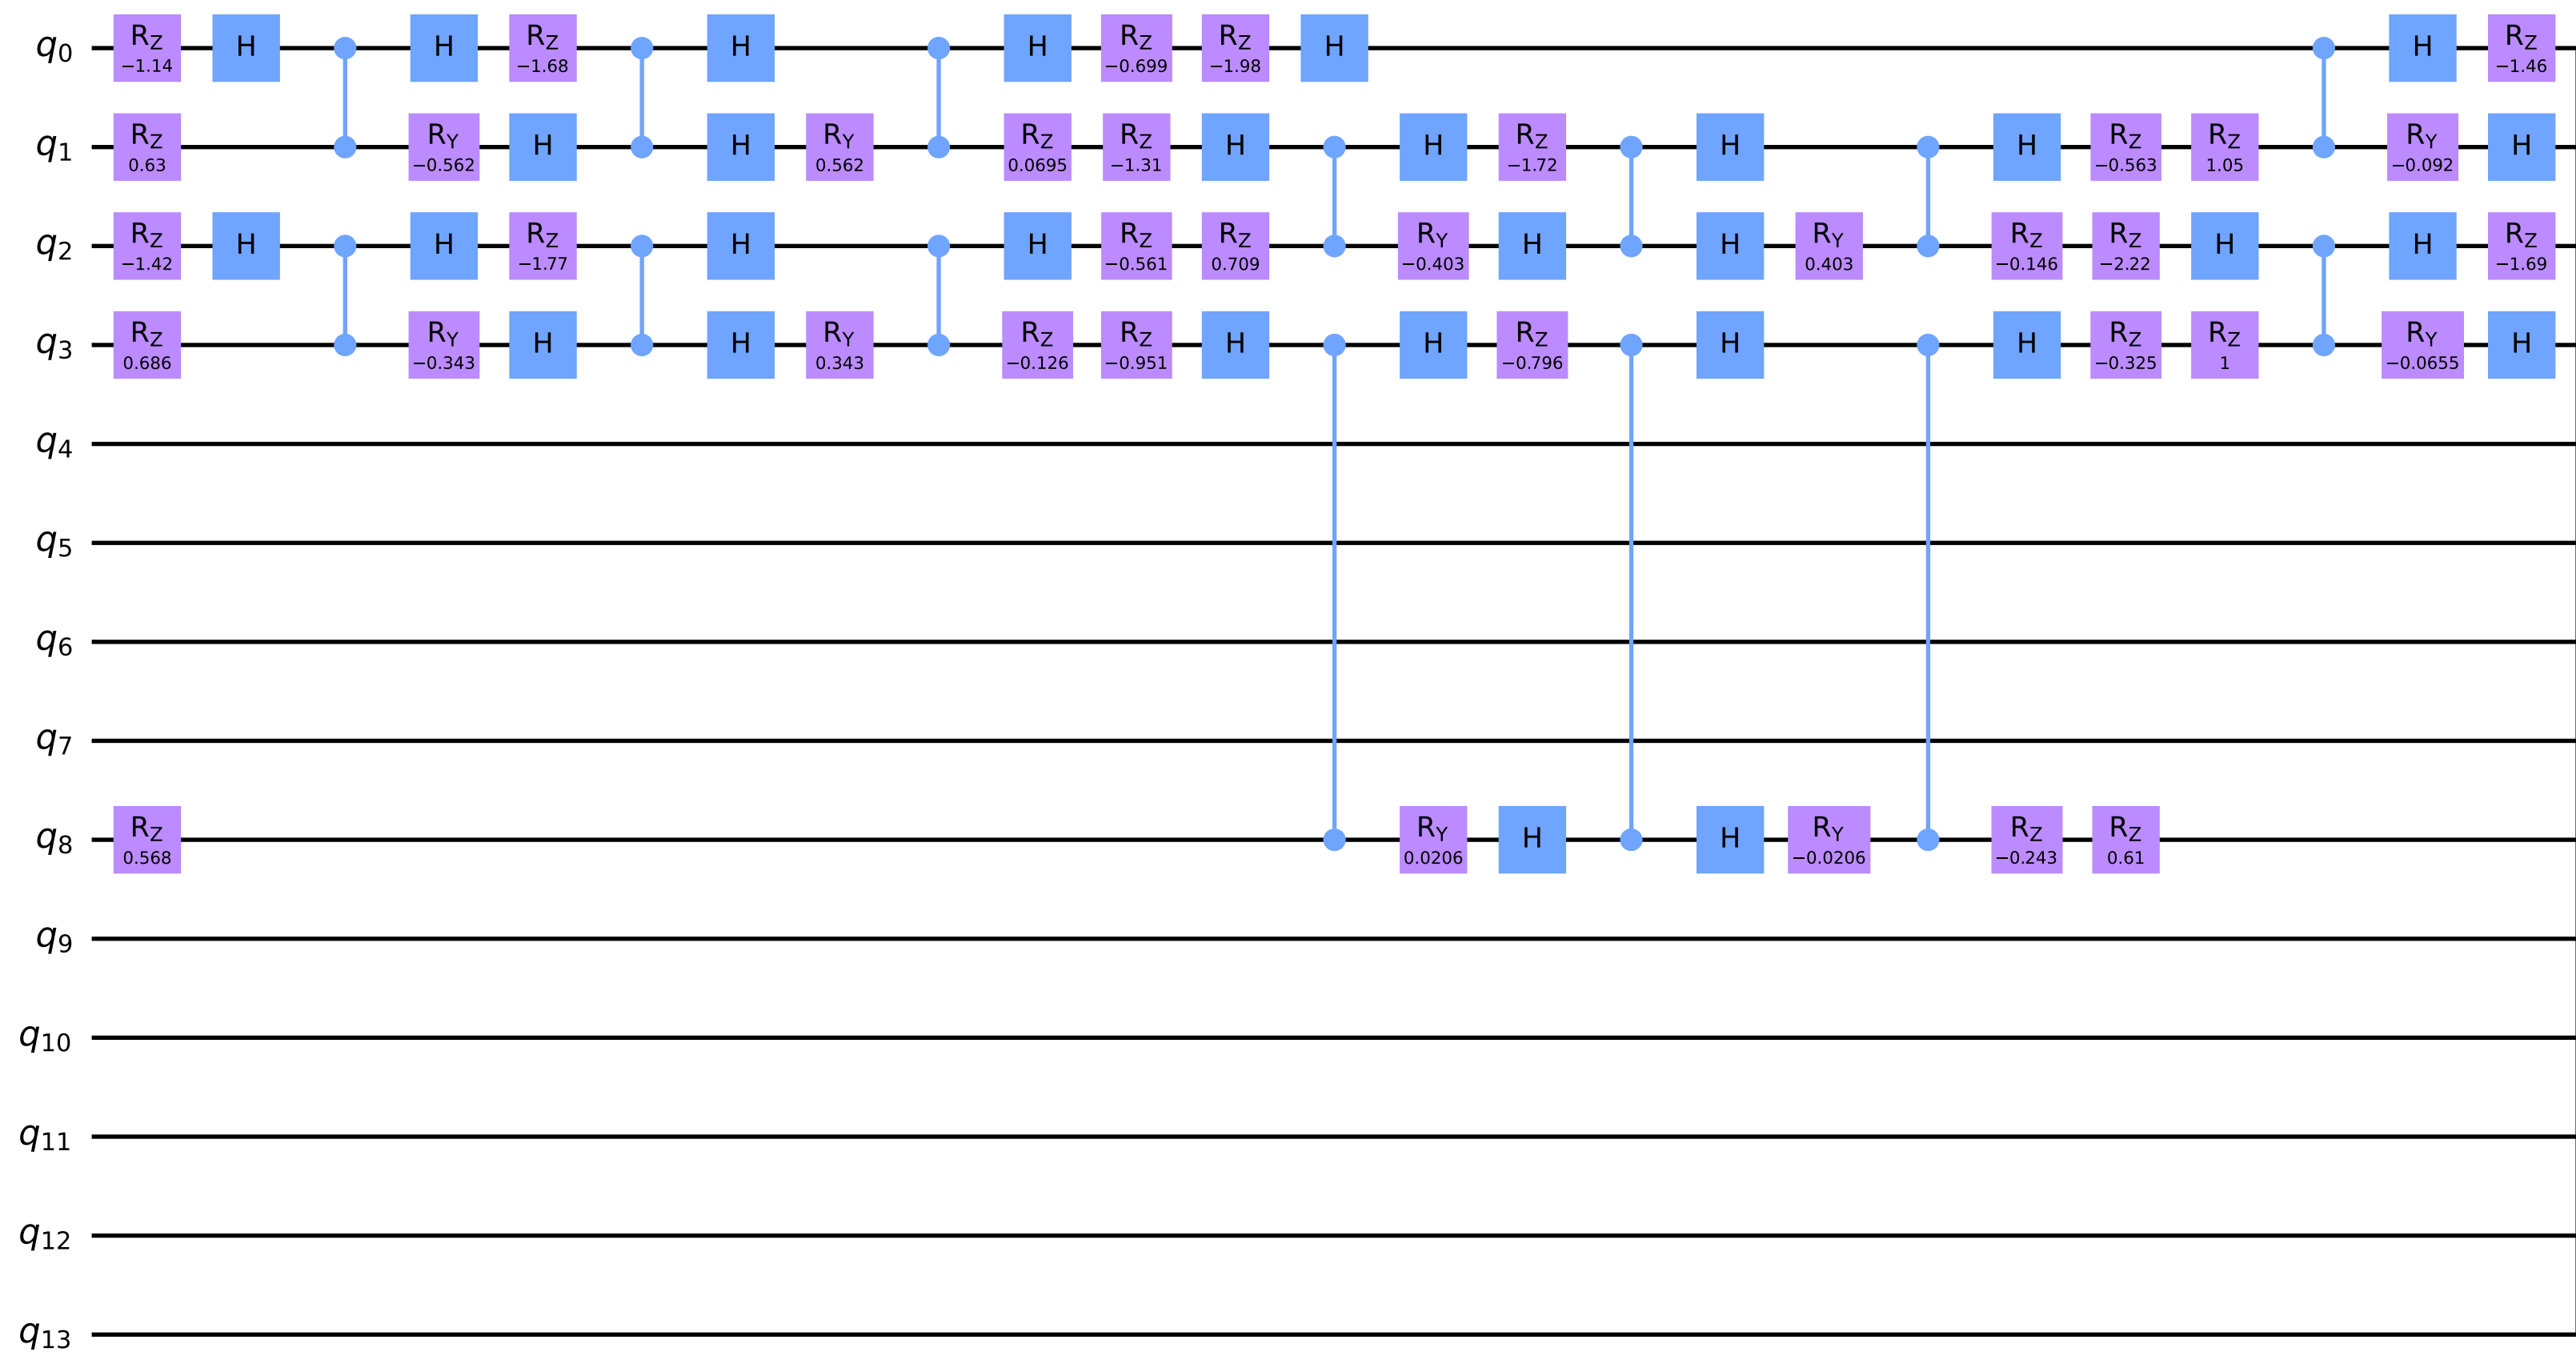 q0 RZ −1.14 H H RZ −1.68 H H RZ −0.699 RZ −1.98 H H RZ −1.46
q1 RZ 0.63 RY −0.562 H H RY 0.562 RZ 0.0695 RZ −1.31 H H RZ −1.72 H H RZ −0.563 RZ 1.05 RY −0.092 H
q2 RZ −1.42 H H RZ −1.77 H H RZ −0.561 RZ 0.709 RY −0.403 H H RY 0.403 RZ −0.146 RZ −2.22 H H RZ −1.69
q3 RZ 0.686 RY −0.343 H H RY 0.343 RZ −0.126 RZ −0.951 H H RZ −0.796 H H RZ −0.325 RZ 1 RY −0.0655 H
q4
q5
q6
q7
q8 RZ 0.568 RY 0.0206 H H RY −0.0206 RZ −0.243 RZ 0.61
q9
q10
q11
q12
q13